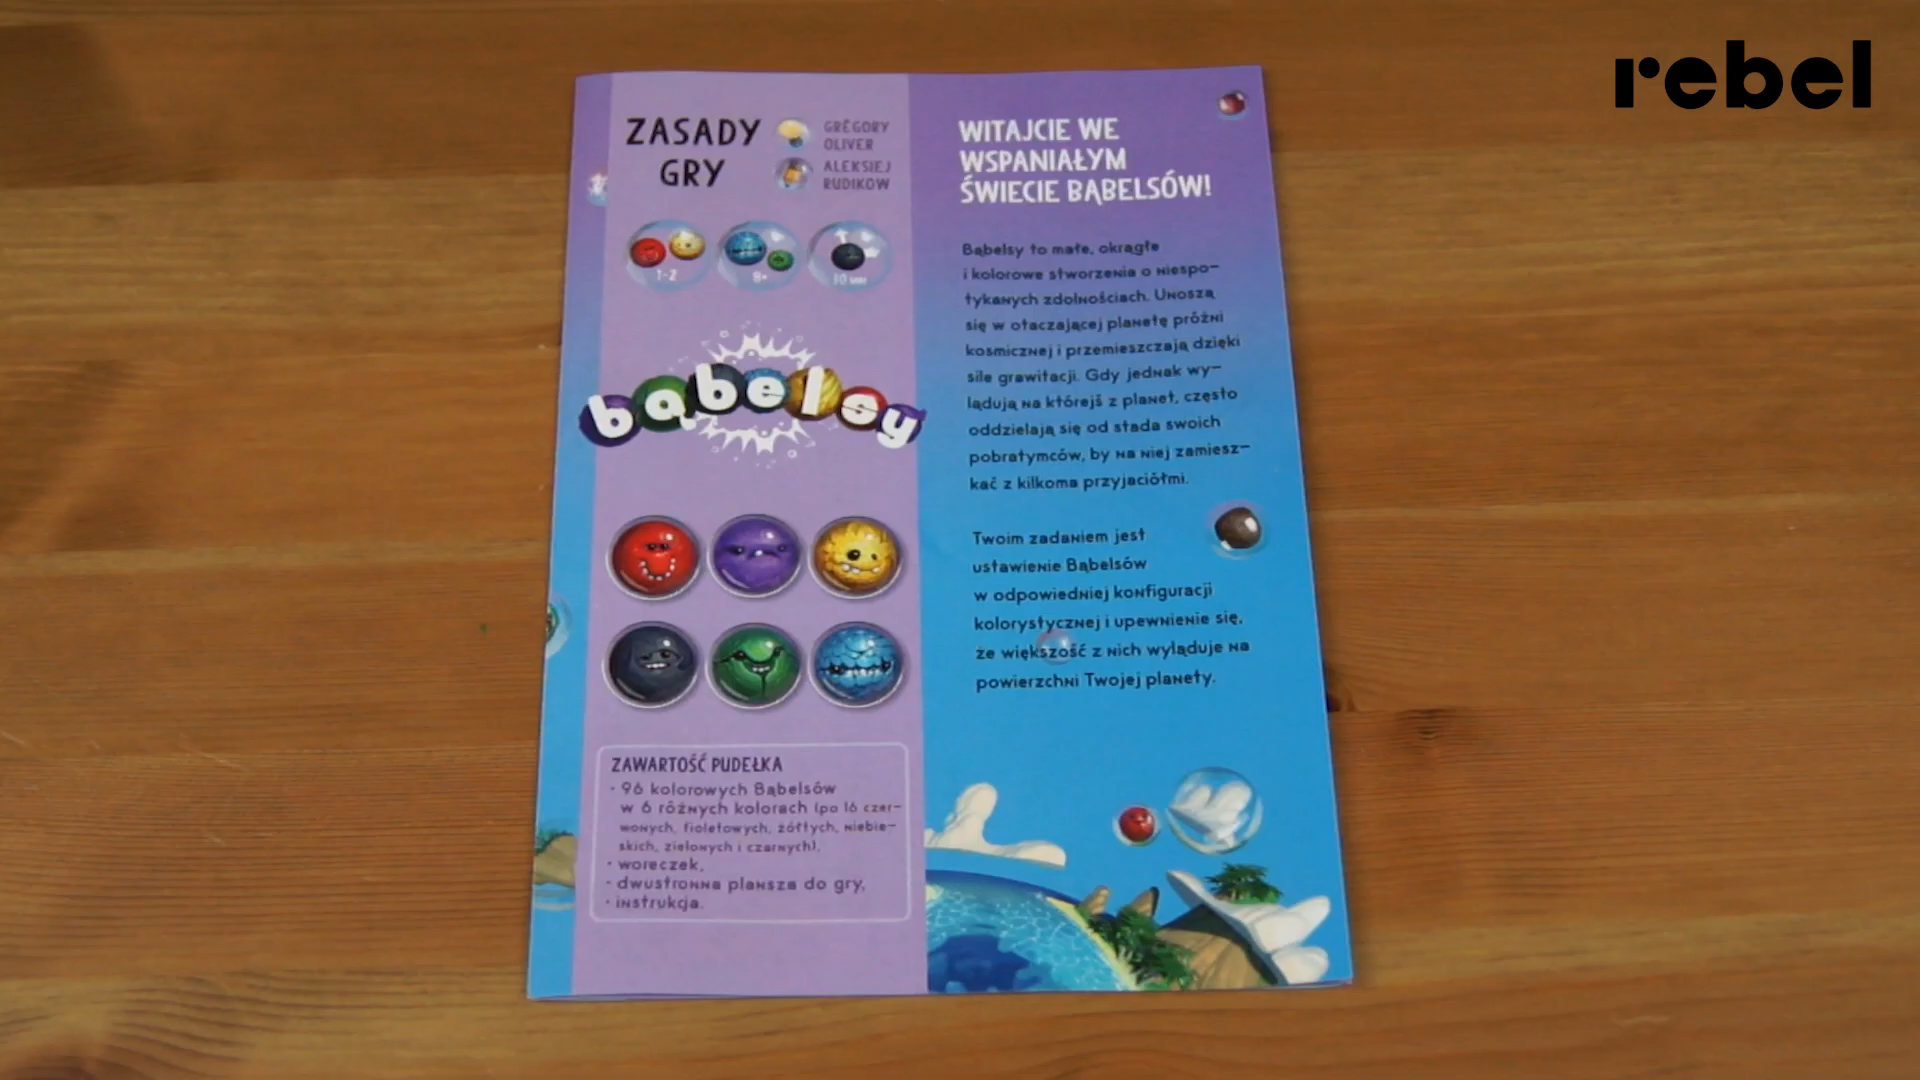 rebel
ZASADY
GRY
GRÉGORY
OLIVER
ALEKSIEJ
RUDIKOW
1-2
8+
10 MIN
bąbelsy
ZAWARTOŚĆ PUDEŁKA
• 96 kolorowych Bąbelsów
w 6 różnych kolorach (po 16 czer-
wonych, fioletowych, żółtych, niebie-
skich, zielonych i czarnych),
• woreczek,
• dwustronna plansza do gry,
• instrukcja.
WITAJCIE WE
WSPANIAŁYM
ŚWIECIE BĄBELSÓW!
Bąbelsy to małe, okrągłe
i kolorowe stworzenia o niespo-
tykanych zdolnościach. Unoszą
się w otaczającej planetę próżni
kosmicznej i przemieszczają dzięki
sile grawitacji. Gdy jednak wy-
lądują na którejś z planet, często
oddzielają się od stada swoich
pobratymców, by na niej zamiesz-
kać z kilkoma przyjaciółmi.
Twoim zadaniem jest
ustawienie Bąbelsów
w odpowiedniej konfiguracji
kolorystycznej i upewnienie się,
że większość z nich wyląduje na
powierzchni Twojej planety.